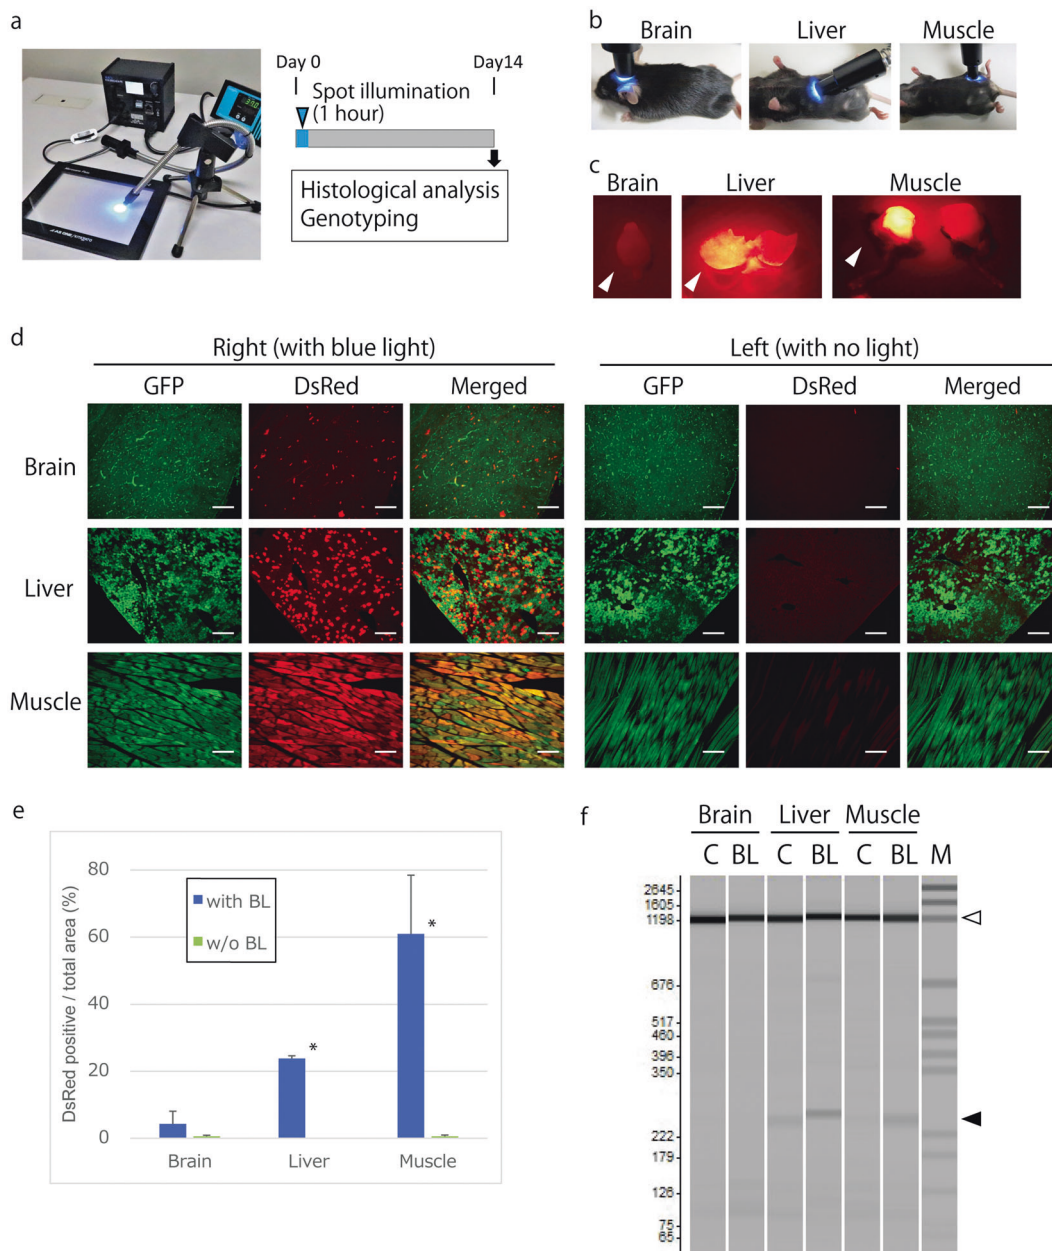 a
Day 0
Day14
Spot illumination
(1 hour)
Histological analysis
Genotyping
b
Brain
Liver
Muscle
c
Brain
Liver
Muscle
d
Right (with blue light)
Left (with no light)
GFP
DsRed
Merged
GFP
DsRed
Merged
Brain
Liver
Muscle
e
DsRed positive / total area (%)
80
60
40
20
0
with BL
w/o BL
*
*
Brain
Liver
Muscle
f
Brain
Liver
Muscle
C
BL
C
BL
C
BL
M
2645
1605
1198
676
517
460
396
350
222
179
126
75
65